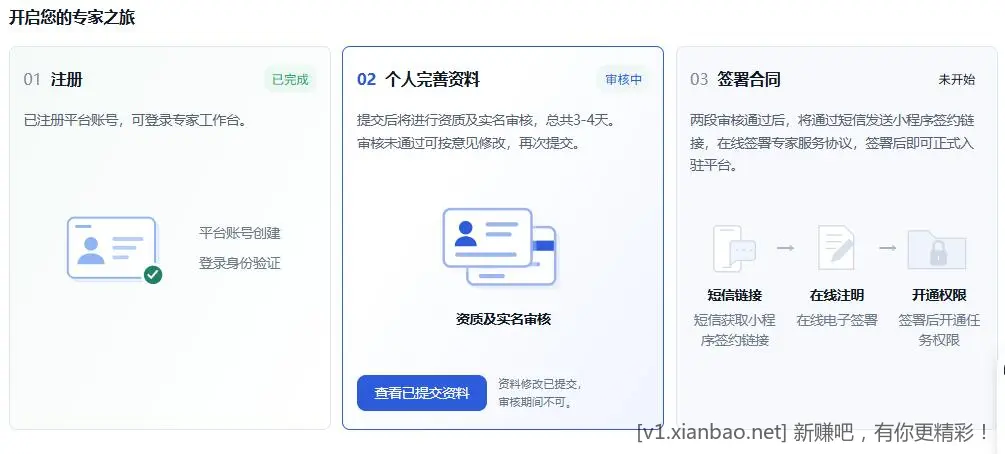 开启您的专家之旅
01 注册 已完成
已注册平台账号，可登录专家工作台。
平台账号创建
登录身份验证
02 个人完善资料 审核中
提交后将进行资质及实名审核，总共3-4天。
审核未通过可按意见修改，再次提交。
资质及实名审核
查看已提交资料
资料修改已提交，
审核期间不可。
03 签署合同 未开始
两段审核通过后，将通过短信发送小程序签约链
接，在线签署专家服务协议，签署后即可正式入
驻平台。
短信链接
短信获取小程
序签约链接
在线注明
在线电子签署
开通权限
签署后开通任
务权限
[v1.xianbao.net] 新赚吧，有你更精彩！